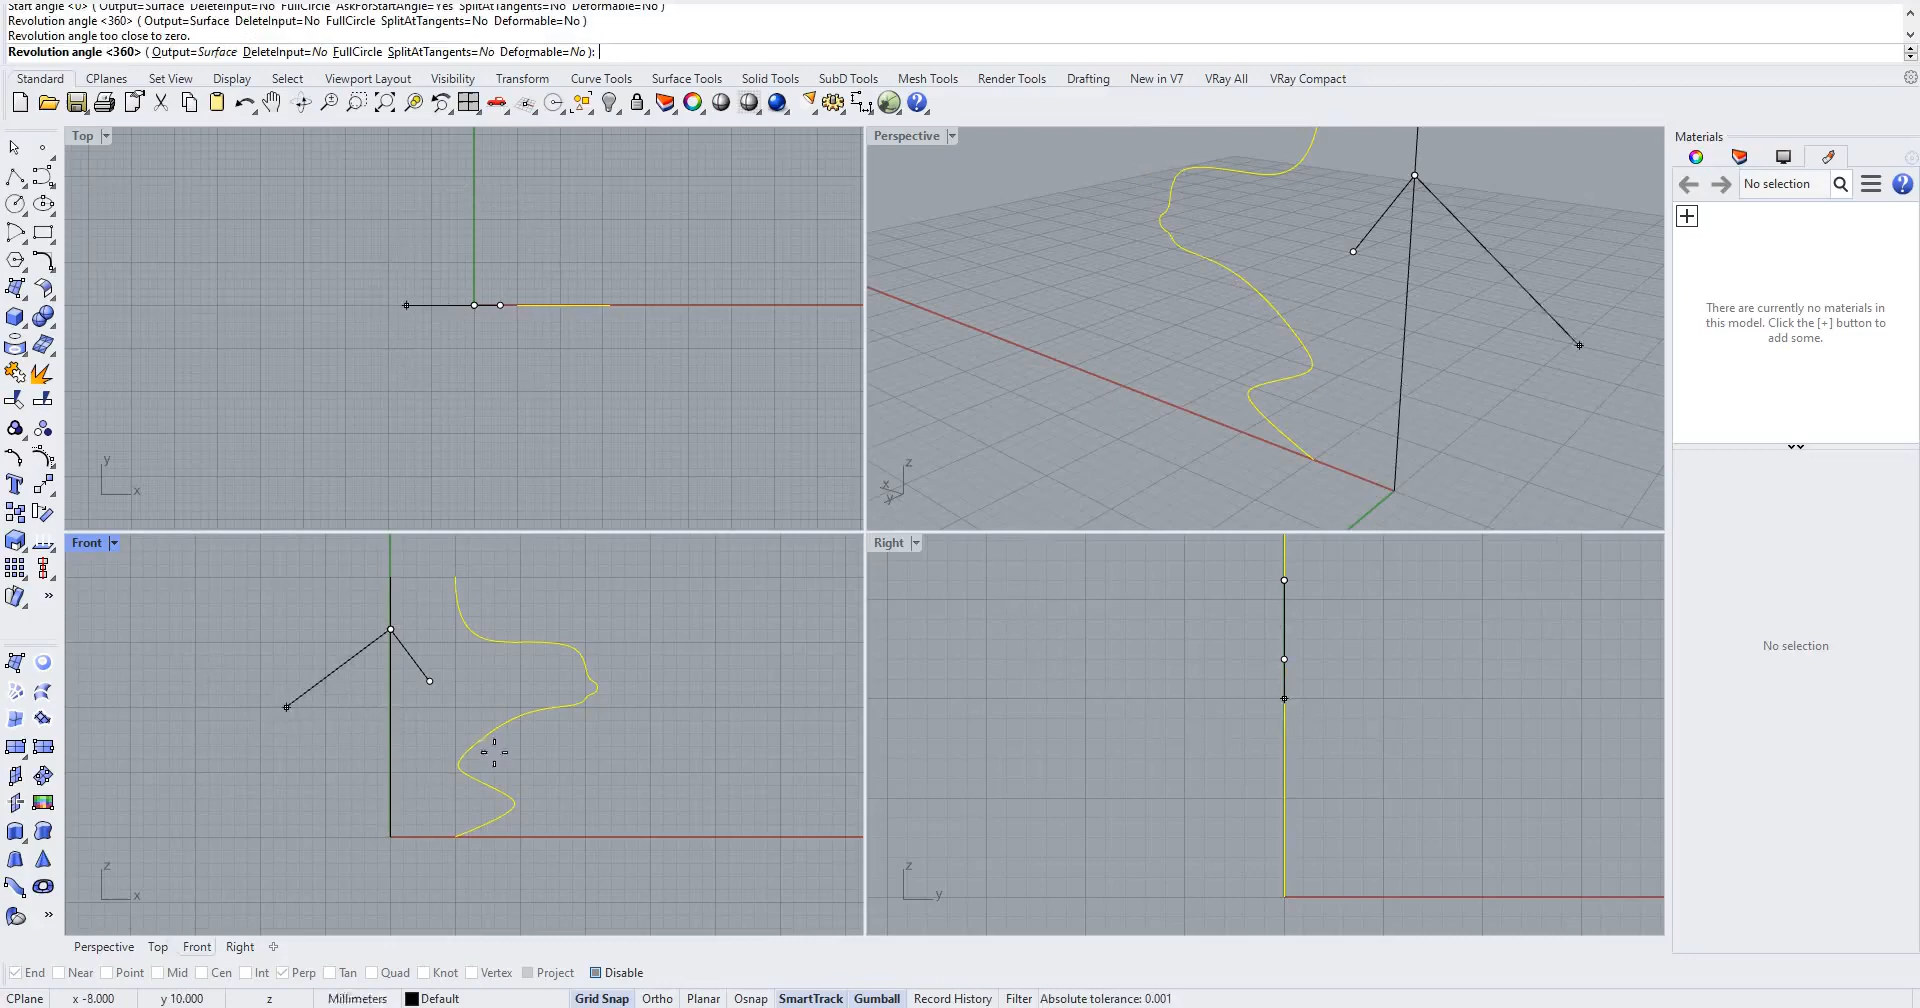 Start angle <0> ( Output=Surface DeleteInput=No FullCircle AskForStartAngle=Yes SplitAtTangents=No Deformable=No )
Revolution angle <360> ( Output=Surface DeleteInput=No FullCircle SplitAtTangents=No Deformable=No )
Revolution angle too close to zero.
Revolution angle <360> ( Output=Surface DeleteInput=No FullCircle SplitAtTangents=No Deformable=No ):
Standard CPlanes Set View Display Select Viewport Layout Visibility Transform Curve Tools Surface Tools Solid Tools SubD Tools Mesh Tools Render Tools Drafting New in V7 VRay All VRay Compact
Top
Perspective
Materials
No selection
There are currently no materials in
this model. Click the [+] button to
add some.
y
x
z
x
y
Front
Right
No selection
z
x
z
y
Perspective Top Front Right
End Near Point Mid Cen Int Perp Tan Quad Knot Vertex Project Disable
CPlane x -8.000 y 10.000 z Millimeters Default Grid Snap Ortho Planar Osnap SmartTrack Gumball Record History Filter Absolute tolerance: 0.001